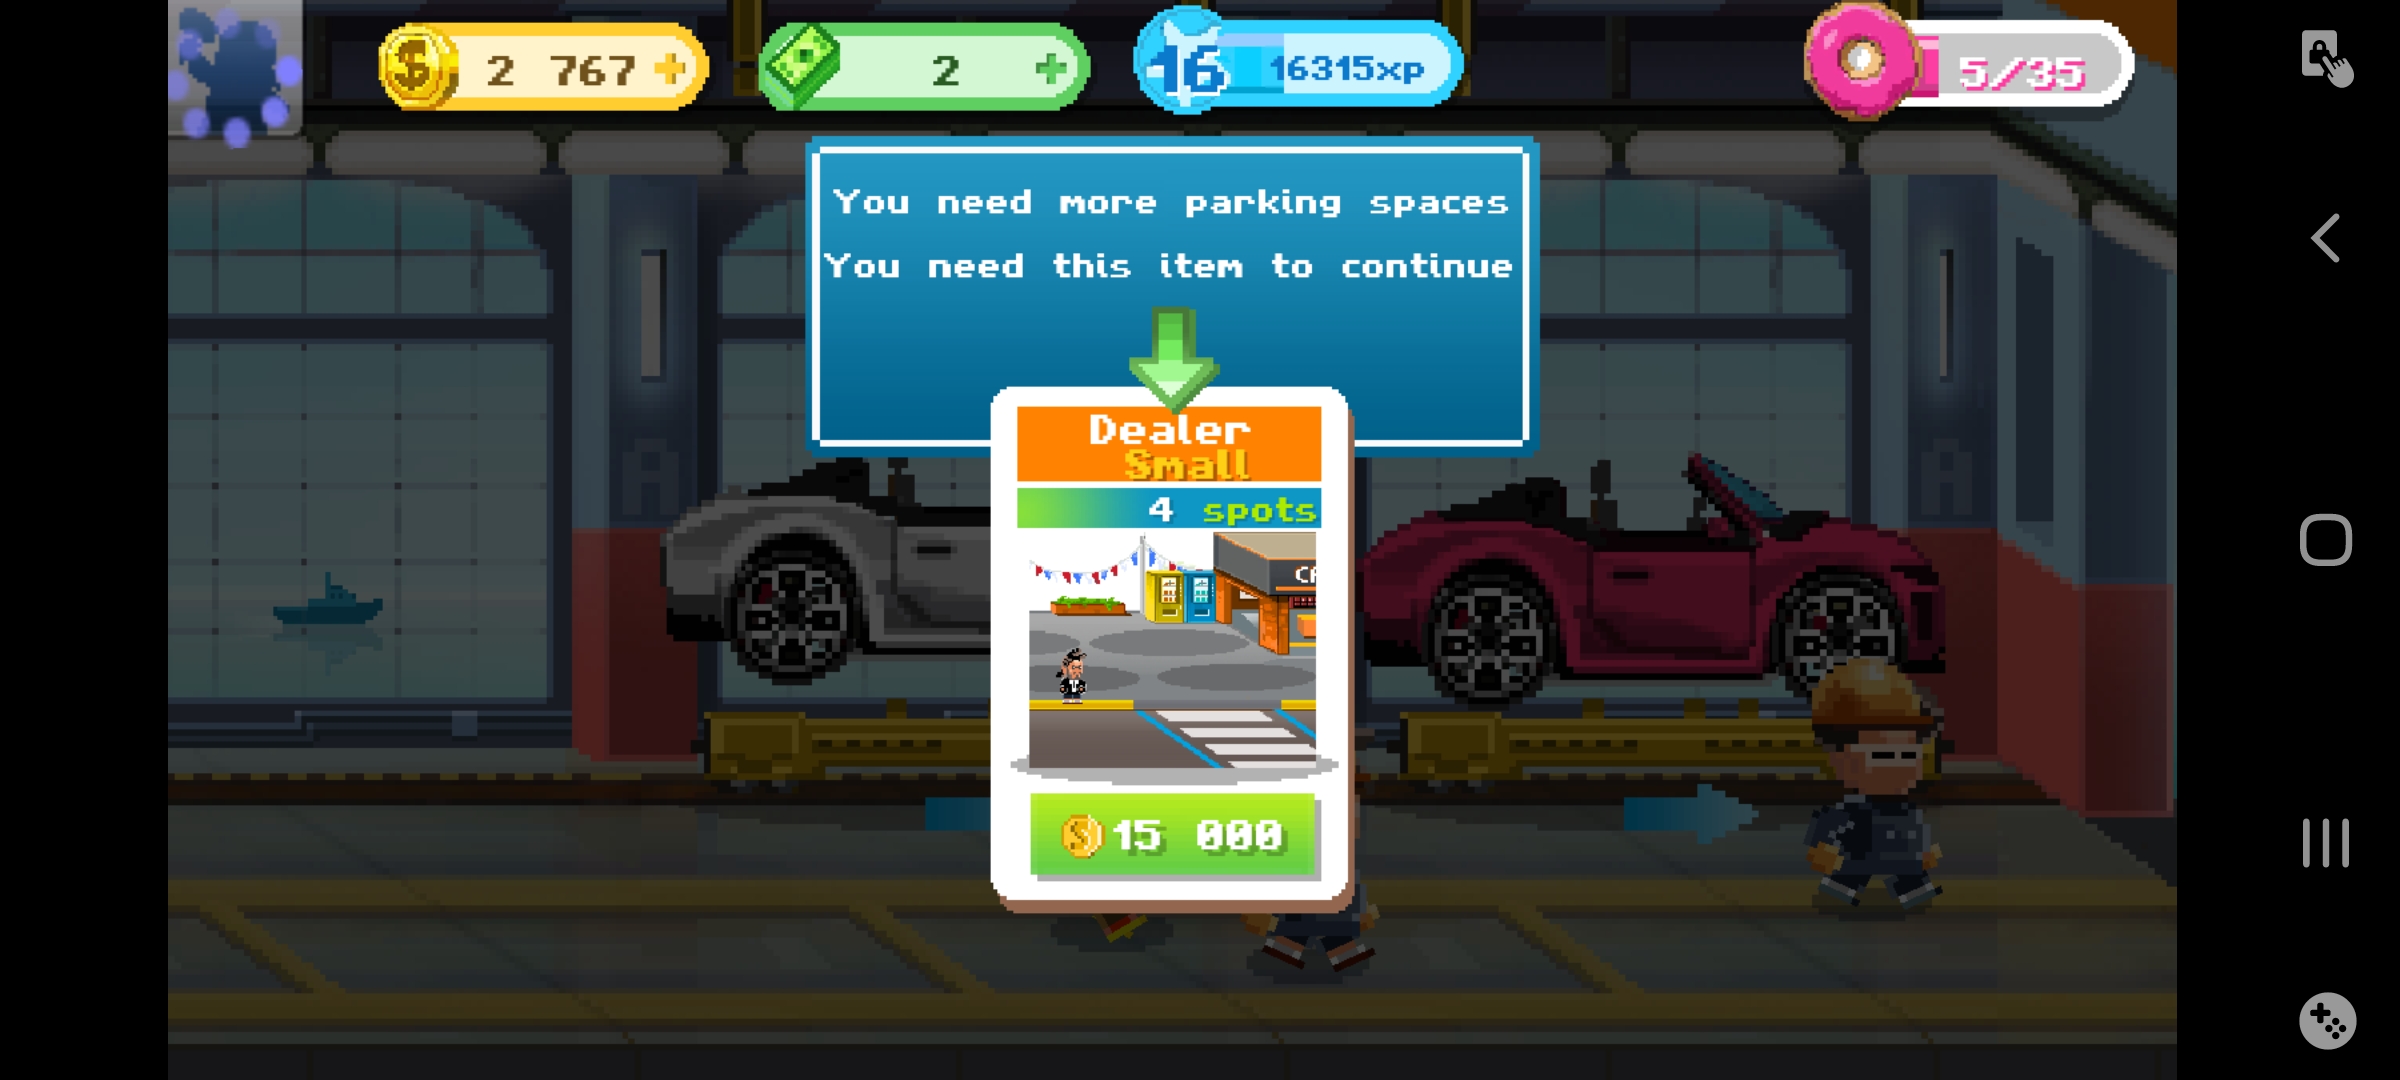 2 767
2
16
16315xp
5/35
You need more parking spaces
You need this item to continue
Dealer
Small
4 spots
15 000